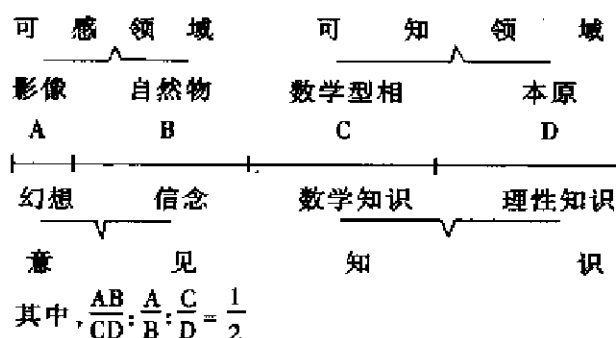 可感领域 可知领域
影像 自然物 数学型相 本原
A B C D
幻想 信念 数学知识 理性知识
意见 知识
其中, AB/CD : A/B : C/D = 1/2